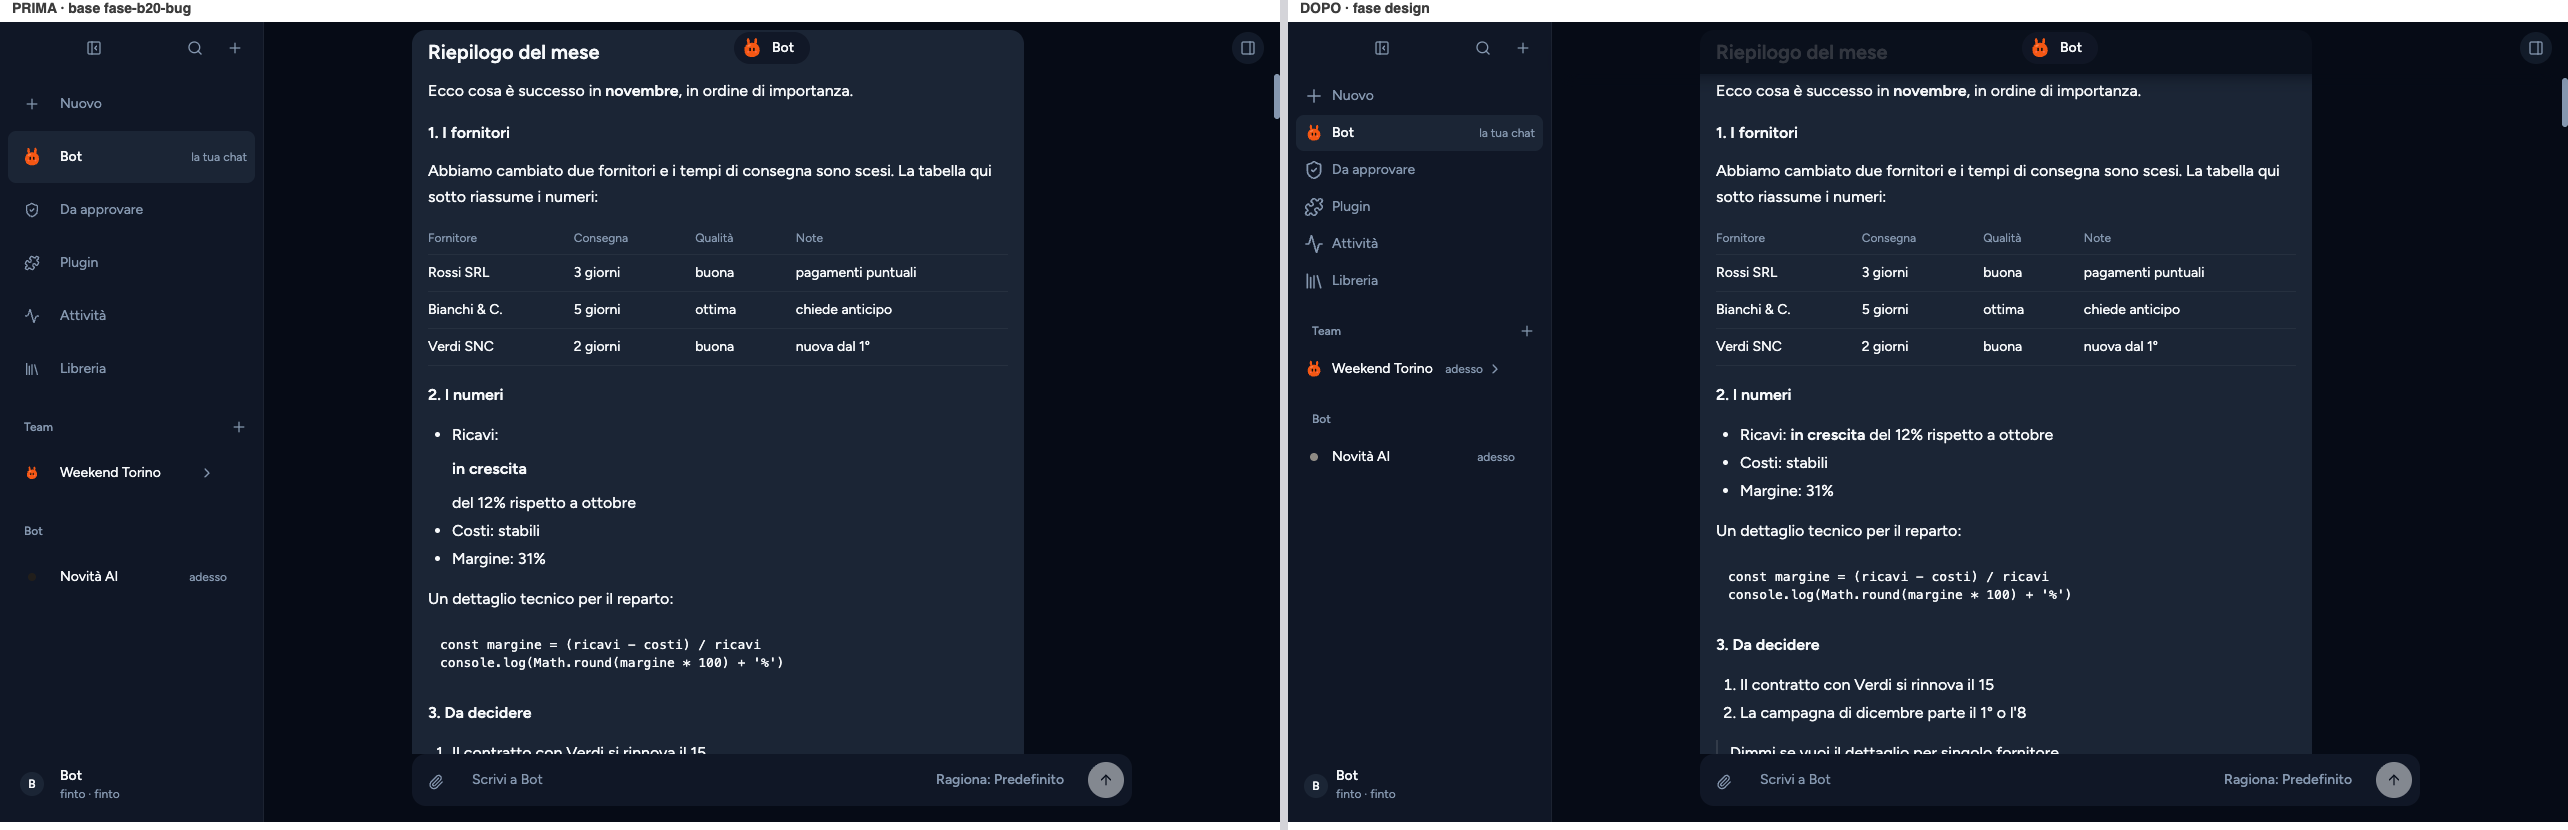 PRIMA · base fase-b20-bug
Nuovo
Bot
la tua chat
Da approvare
Plugin
Attività
Libreria
Team
Weekend Torino
Bot
Novità AI
adesso
B
Bot
finto · finto
Bot
Riepilogo del mese
Ecco cosa è successo in novembre, in ordine di importanza.
1. I fornitori
Abbiamo cambiato due fornitori e i tempi di consegna sono scesi. La tabella qui
sotto riassume i numeri:
Fornitore Consegna Qualità Note
Rossi SRL 3 giorni buona pagamenti puntuali
Bianchi & C. 5 giorni ottima chiede anticipo
Verdi SNC 2 giorni buona nuova dal 1°
2. I numeri
• Ricavi:
in crescita
del 12% rispetto a ottobre
• Costi: stabili
• Margine: 31%
Un dettaglio tecnico per il reparto:
const margine = (ricavi − costi) / ricavi
console.log(Math.round(margine * 100) + '%')
3. Da decidere
1. Il contratto con Verdi si rinnova il 15
Scrivi a Bot
Ragiona: Predefinito
DOPO · fase design
Nuovo
Bot
la tua chat
Da approvare
Plugin
Attività
Libreria
Team
Weekend Torino adesso
Bot
Novità AI
adesso
B
Bot
finto · finto
Bot
Riepilogo del mese
Ecco cosa è successo in novembre, in ordine di importanza.
1. I fornitori
Abbiamo cambiato due fornitori e i tempi di consegna sono scesi. La tabella qui
sotto riassume i numeri:
Fornitore Consegna Qualità Note
Rossi SRL 3 giorni buona pagamenti puntuali
Bianchi & C. 5 giorni ottima chiede anticipo
Verdi SNC 2 giorni buona nuova dal 1°
2. I numeri
• Ricavi: in crescita del 12% rispetto a ottobre
• Costi: stabili
• Margine: 31%
Un dettaglio tecnico per il reparto:
const margine = (ricavi − costi) / ricavi
console.log(Math.round(margine * 100) + '%')
3. Da decidere
1. Il contratto con Verdi si rinnova il 15
2. La campagna di dicembre parte il 1° o l'8
Dimmi se vuoi il dettaglio per singolo fornitore
Scrivi a Bot
Ragiona: Predefinito